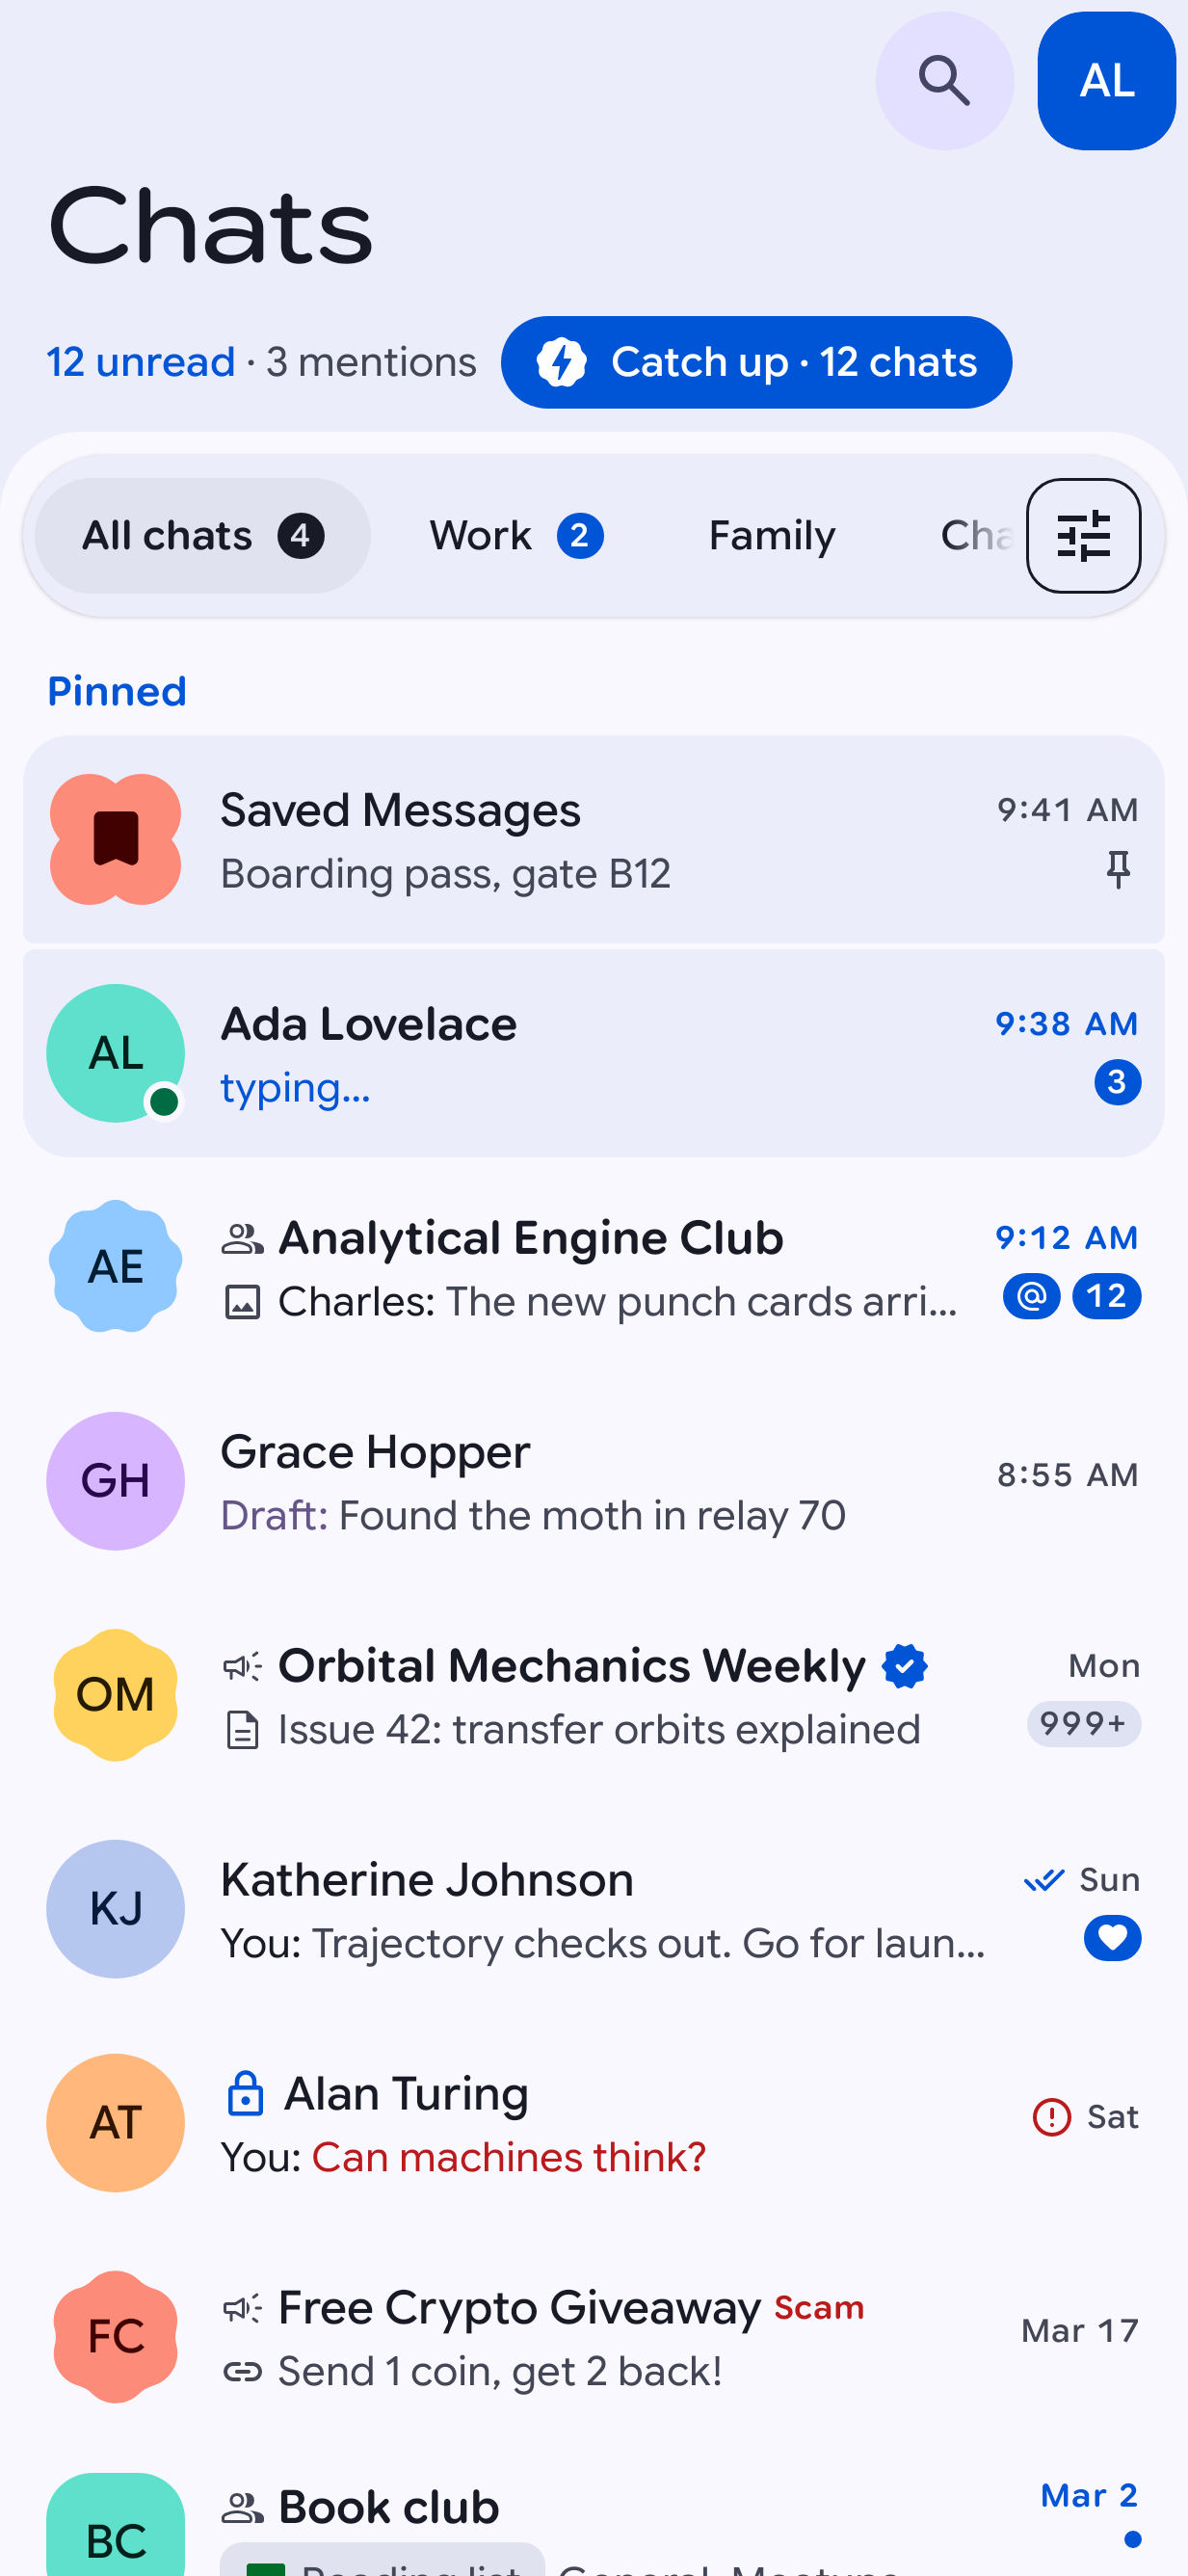 AL
Chats
12 unread · 3 mentions
Catch up · 12 chats
All chats 4
Work 2
Family
Cha
Pinned
Saved Messages
9:41 AM
Boarding pass, gate B12
AL
Ada Lovelace
9:38 AM
typing...
3
AE
Analytical Engine Club
9:12 AM
Charles: The new punch cards arri...
@ 12
GH
Grace Hopper
8:55 AM
Draft: Found the moth in relay 70
OM
Orbital Mechanics Weekly
Mon
Issue 42: transfer orbits explained
999+
KJ
Katherine Johnson
Sun
You: Trajectory checks out. Go for laun...
AT
Alan Turing
Sat
You: Can machines think?
FC
Free Crypto Giveaway Scam
Mar 17
Send 1 coin, get 2 back!
BC
Book club
Mar 2